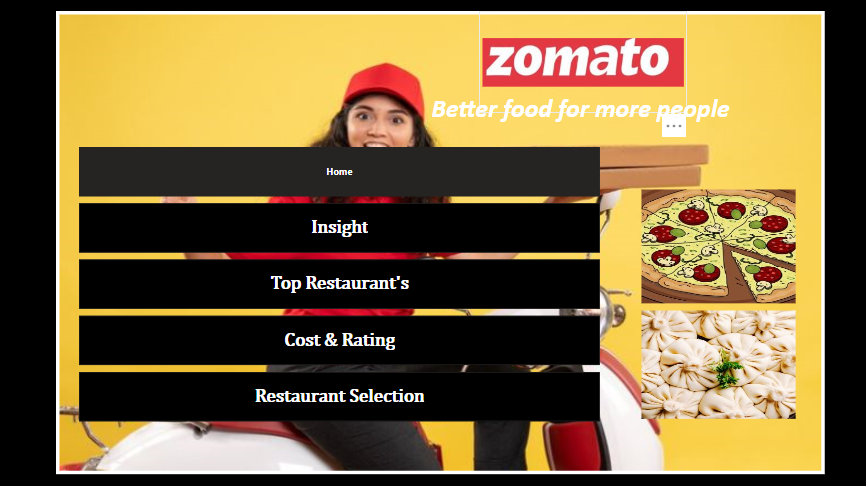 zomato
Better food for more people
Home
Insight
Top Restaurant's
Cost & Rating
Restaurant Selection